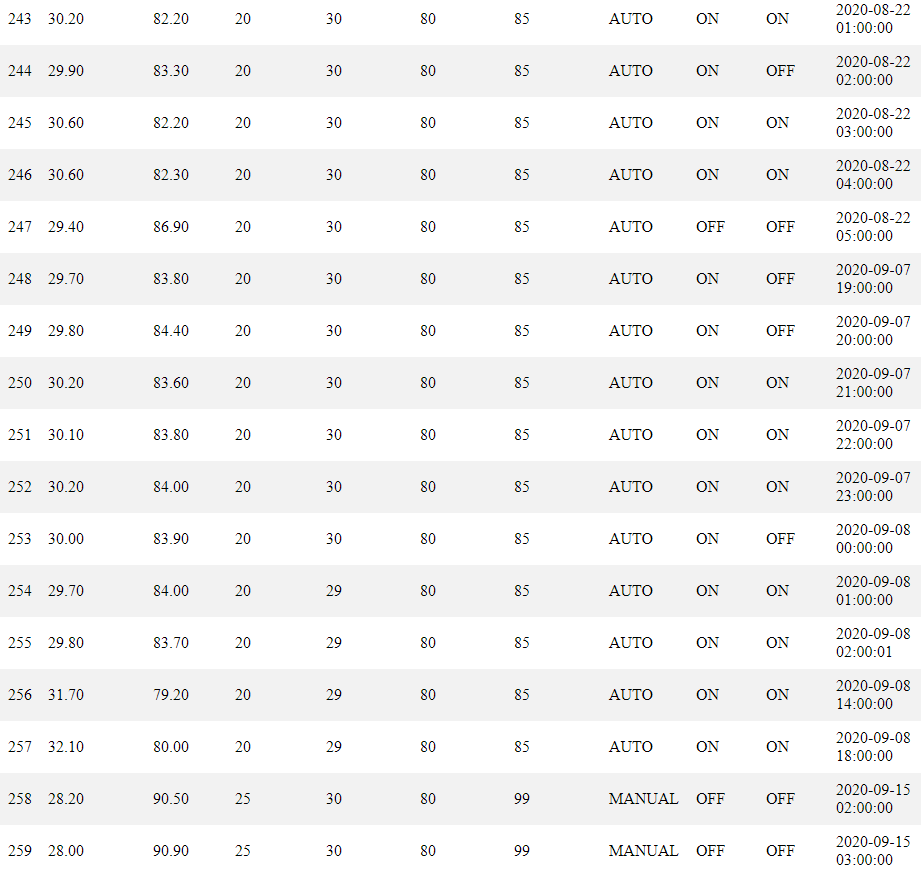 243 30.20 82.20 20 30 80 85 AUTO ON ON 2020-08-22
01:00:00
244 29.90 83.30 20 30 80 85 AUTO ON OFF 2020-08-22
02:00:00
245 30.60 82.20 20 30 80 85 AUTO ON ON 2020-08-22
03:00:00
246 30.60 82.30 20 30 80 85 AUTO ON ON 2020-08-22
04:00:00
247 29.40 86.90 20 30 80 85 AUTO OFF OFF 2020-08-22
05:00:00
248 29.70 83.80 20 30 80 85 AUTO ON OFF 2020-09-07
19:00:00
249 29.80 84.40 20 30 80 85 AUTO ON OFF 2020-09-07
20:00:00
250 30.20 83.60 20 30 80 85 AUTO ON ON 2020-09-07
21:00:00
251 30.10 83.80 20 30 80 85 AUTO ON ON 2020-09-07
22:00:00
252 30.20 84.00 20 30 80 85 AUTO ON ON 2020-09-07
23:00:00
253 30.00 83.90 20 30 80 85 AUTO ON OFF 2020-09-08
00:00:00
254 29.70 84.00 20 29 80 85 AUTO ON ON 2020-09-08
01:00:00
255 29.80 83.70 20 29 80 85 AUTO ON ON 2020-09-08
02:00:01
256 31.70 79.20 20 29 80 85 AUTO ON ON 2020-09-08
14:00:00
257 32.10 80.00 20 29 80 85 AUTO ON ON 2020-09-08
18:00:00
258 28.20 90.50 25 30 80 99 MANUAL OFF OFF 2020-09-15
02:00:00
259 28.00 90.90 25 30 80 99 MANUAL OFF OFF 2020-09-15
03:00:00